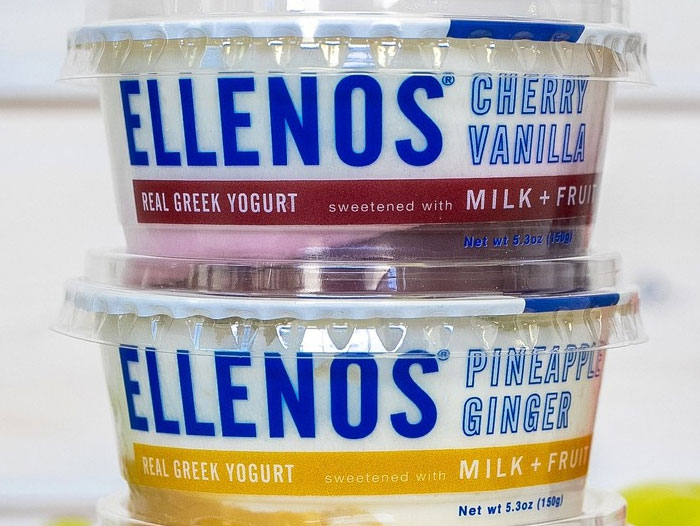 ELLENOS®
CHERRY
VANILLA
REAL GREEK YOGURT sweetened with MILK + FRUIT
Net wt 5.3oz (150g)
ELLENOS®
PINEAPPLE
GINGER
REAL GREEK YOGURT sweetened with MILK + FRUIT
Net wt 5.3oz (150g)